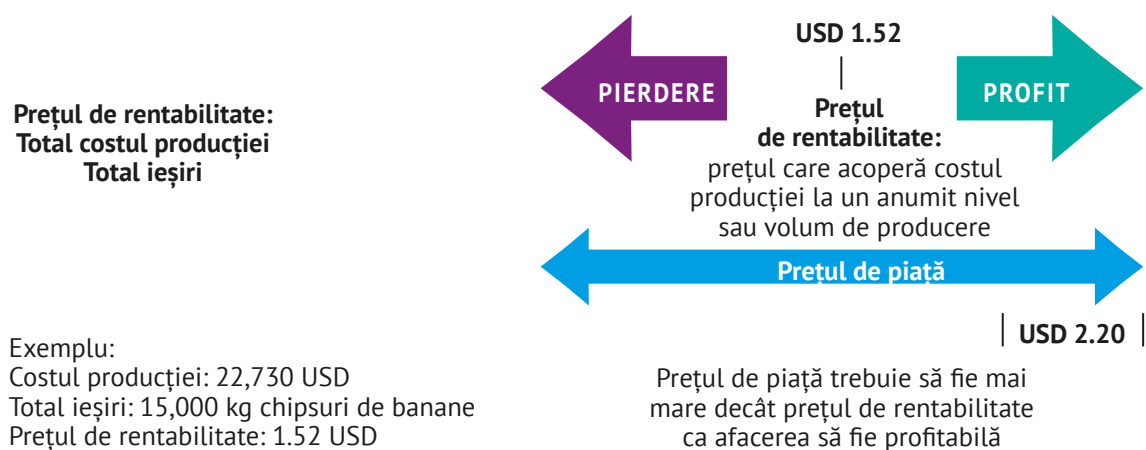 Prețul de rentabilitate:
Total costul producției
Total ieșiri
USD 1.52
PIERDERE
PROFIT
Prețul
de rentabilitate:
prețul care acoperă costul
producției la un anumit nivel
sau volum de producere
Prețul de piață
USD 2.20
Exemplu:
Costul producției: 22,730 USD
Total ieșiri: 15,000 kg chipsuri de banane
Prețul de rentabilitate: 1.52 USD
Prețul de piață trebuie să fie mai
mare decât prețul de rentabilitate
ca afacerea să fie profitabilă